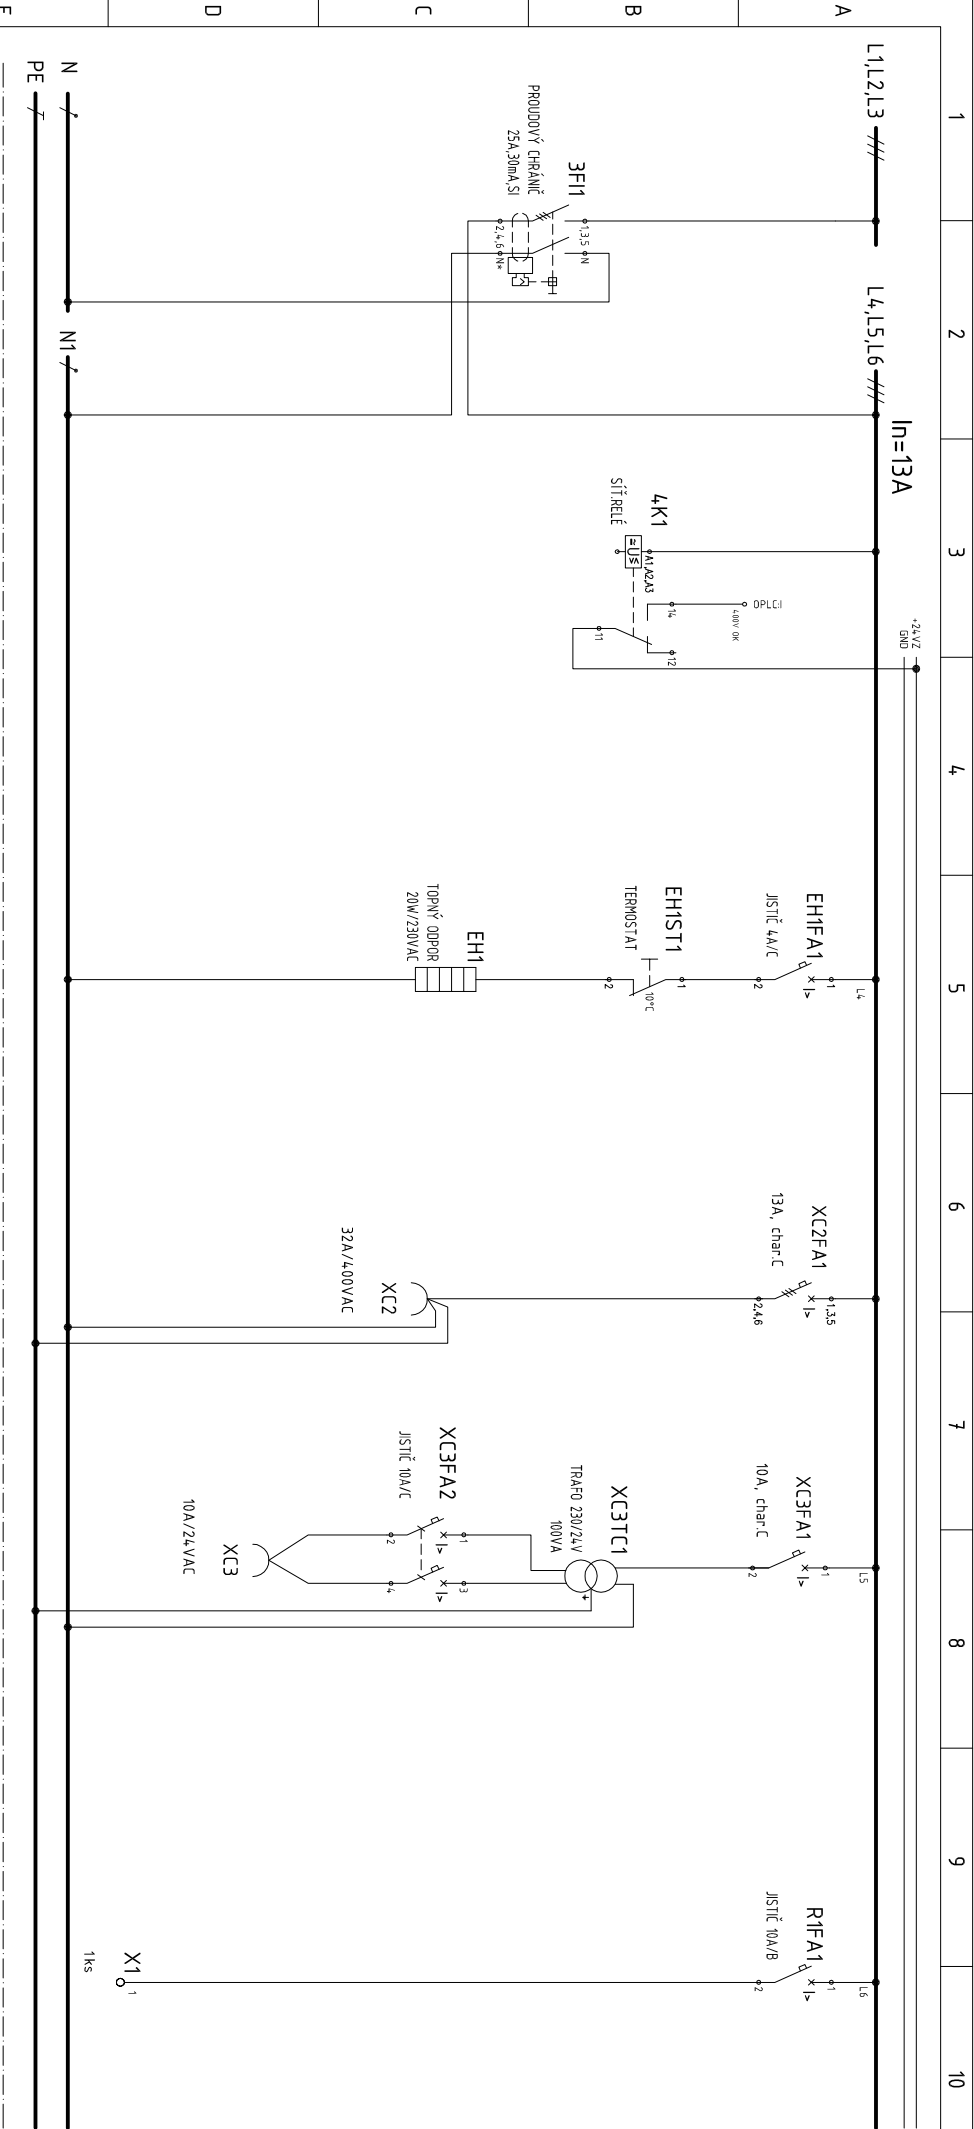 1
2
3
4
5
6
7
8
9
10
A
B
C
D
L1,L2,L3
L4,L5,L6
In=13A
+24VZ
GND
3FI1
PROUDOVÝ CHRÁNIČ
25A,30mA,SI
1,3,5
N
2,4,6
N*
4K1
SÍŤ.RELÉ
A1,A2,A3
≈U≤
OPLC:I
400V OK
14
12
11
L4
EH1FA1
JISTIČ 4A/C
1
I>
2
EH1ST1
TERMOSTAT
1
10°C
2
EH1
TOPNÝ ODPOR
20W/230VAC
XC2FA1
13A, char.C
1,3,5
I>
2,4,6
XC2
32A/400VAC
L5
XC3FA1
10A, char.C
1
I>
2
XC3TC1
TRAFO 230/24V
100VA
XC3FA2
JISTIČ 10A/C
1
I>
2
3
I>
4
XC3
10A/24VAC
L6
R1FA1
JISTIČ 10A/B
1
I>
2
X1
1
1ks
N
N1
PE